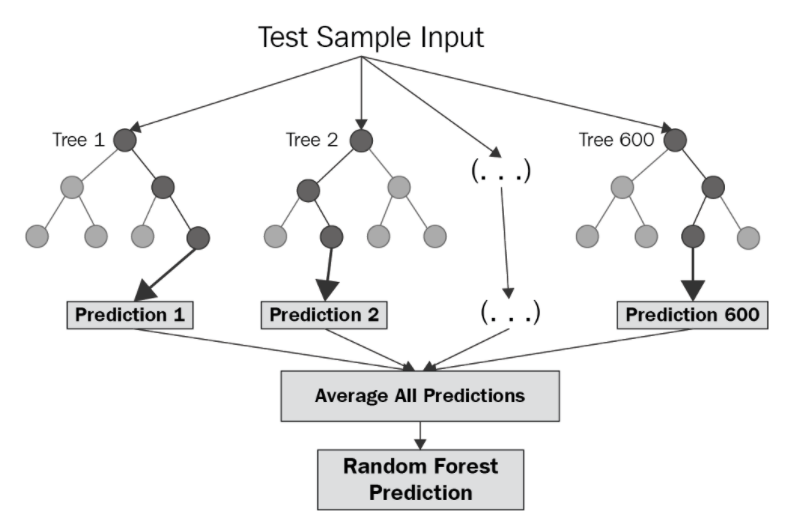 Test Sample Input
Tree 1
Tree 2
(. . .)
Tree 600
Prediction 1
Prediction 2
(. . .)
Prediction 600
Average All Predictions
Random Forest
Prediction